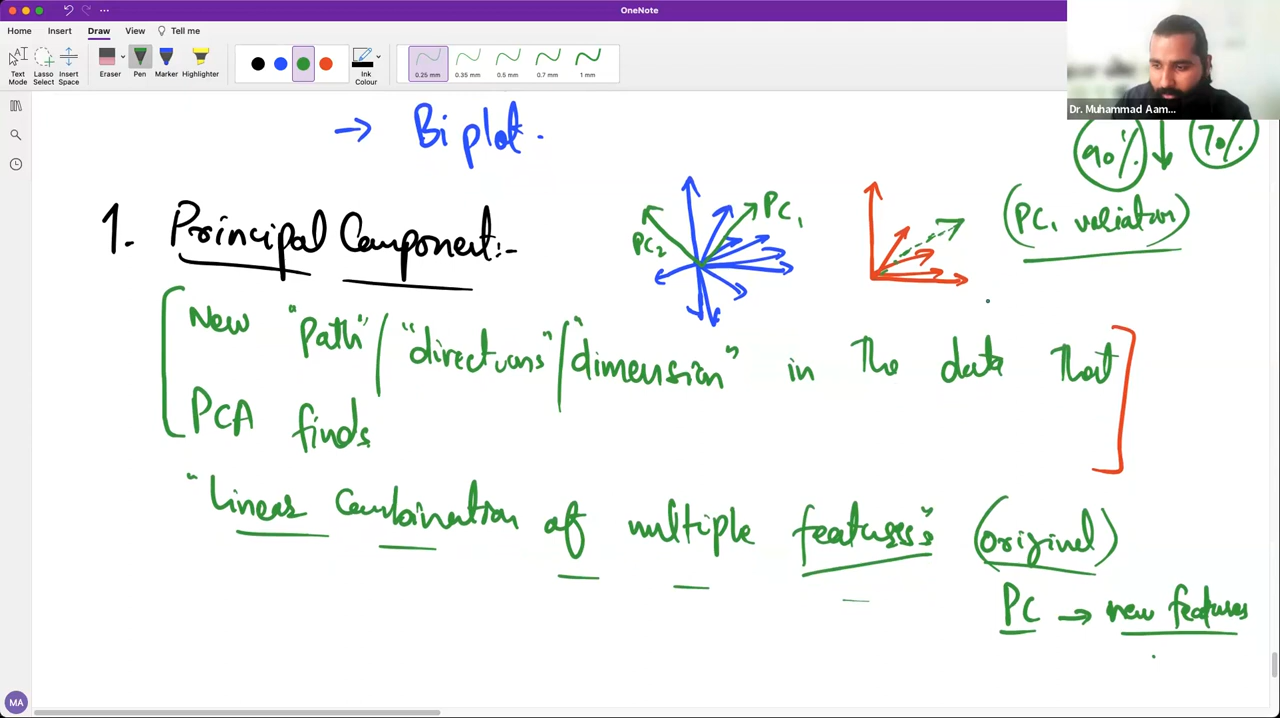 OneNote
Home Insert Draw View Tell me
Text Mode Lasso Select Insert Space Eraser Pen Marker Highlighter Ink Colour 0.25 mm 0.35 mm 0.5 mm 0.7 mm 1 mm
Dr. Muhammad Aam...
→ Bi plot.
90% ↓ 70%
1. Principal Component:-
PC2 PC1
(PC1 variation)
New "Path" / "directions" / "dimension" in the data that
PCA finds
"Linear Combination of multiple features" (original)
PC → new features
MA